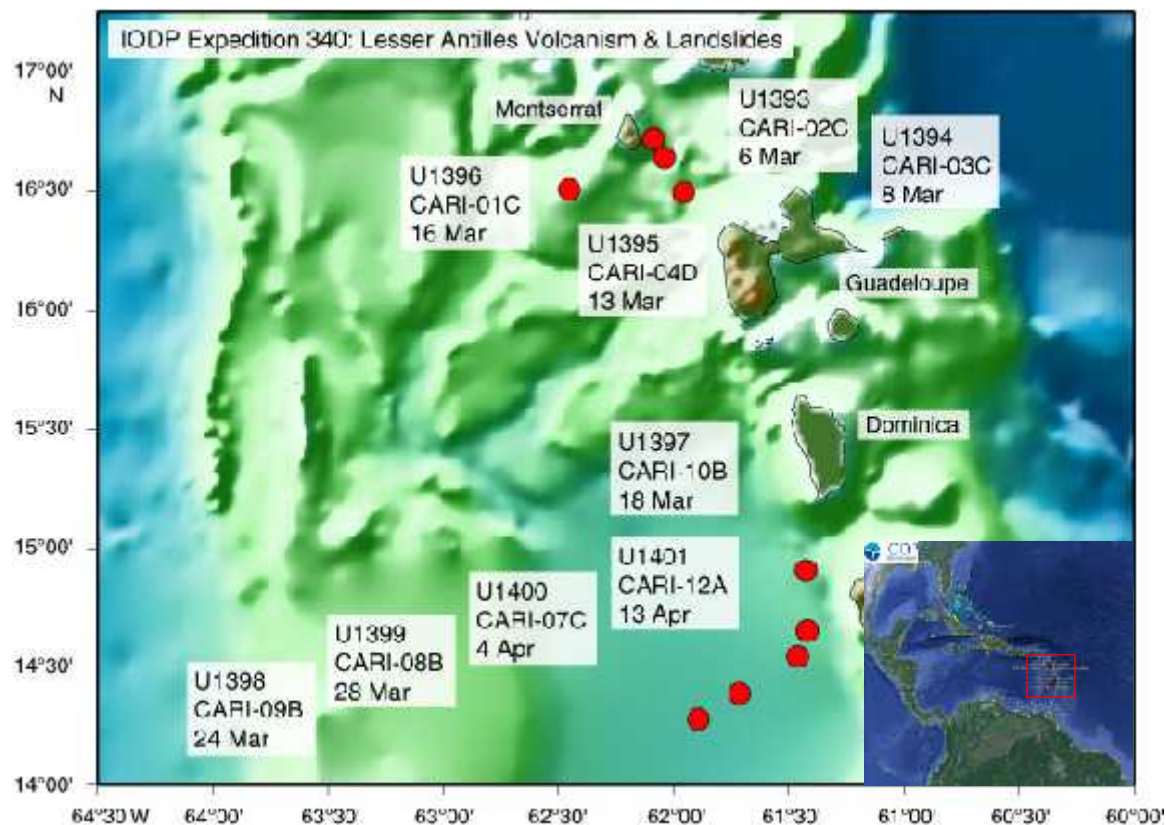 IODP Expedition 340: Lesser Antilles Volcanism & Landslides
17°00'
N
16°30'
16°00'
15°30'
15°00'
14°30'
14°00'
Montserrat
U1393
CARI-02C
6 Mar
U1394
CARI-03C
8 Mar
U1396
CARI-01C
16 Mar
U1395
CARI-04D
13 Mar
Guadeloupe
Dominica
U1397
CARI-10B
18 Mar
U1401
CARI-12A
13 Apr
U1400
CARI-07C
4 Apr
U1399
CARI-08B
28 Mar
U1398
CARI-09B
24 Mar
64°30'W
64°00'
63°30'
63°00'
62°30'
62°00'
61°30'
61°00'
60°30'
60°00'